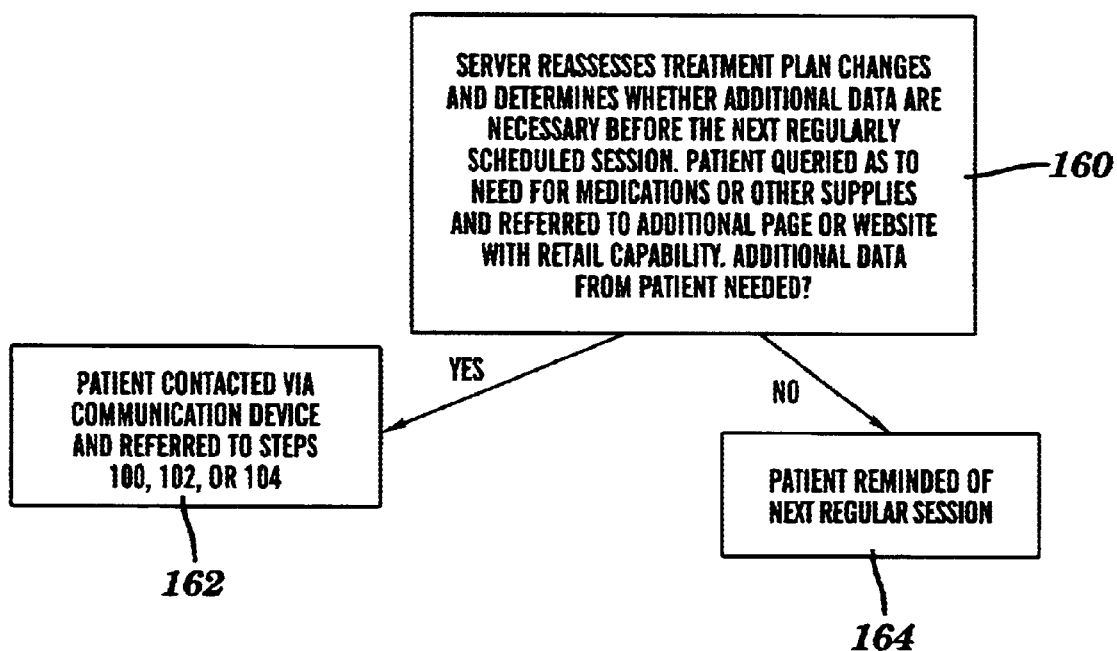 SERVER REASSESSES TREATMENT PLAN CHANGES
AND DETERMINES WHETHER ADDITIONAL DATA ARE
NECESSARY BEFORE THE NEXT REGULARLY
SCHEDULED SESSION. PATIENT QUERIED AS TO
NEED FOR MEDICATIONS OR OTHER SUPPLIES
AND REFERRED TO ADDITIONAL PAGE OR WEBSITE
WITH RETAIL CAPABILITY. ADDITIONAL DATA
FROM PATIENT NEEDED?
160
YES
NO
PATIENT CONTACTED VIA
COMMUNICATION DEVICE
AND REFERRED TO STEPS
100, 102, OR 104
162
PATIENT REMINDED OF
NEXT REGULAR SESSION
164